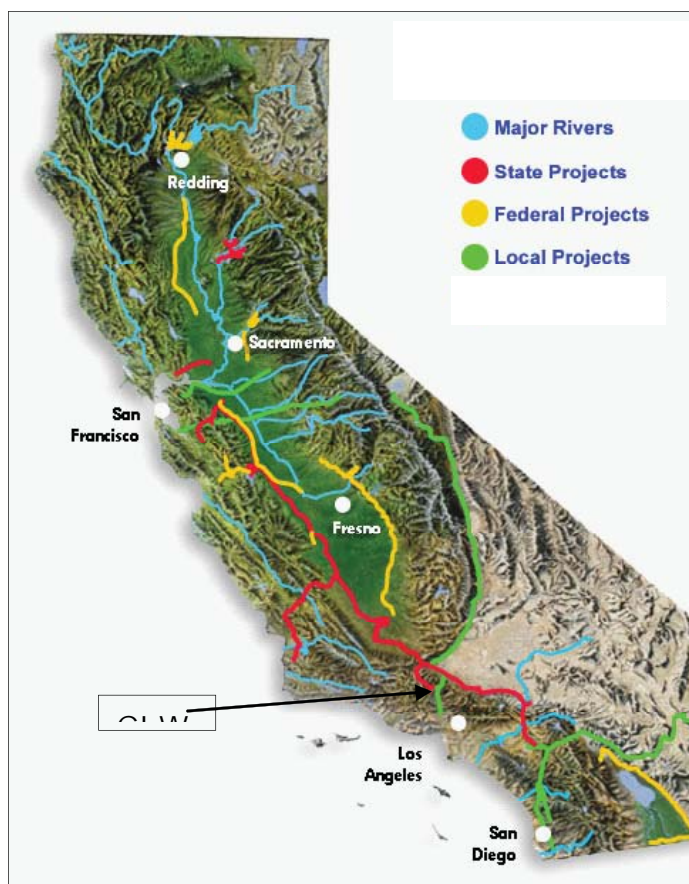 Major Rivers
State Projects
Federal Projects
Local Projects
Redding
Sacramento
San
Francisco
Fresno
Los
Angeles
San
Diego